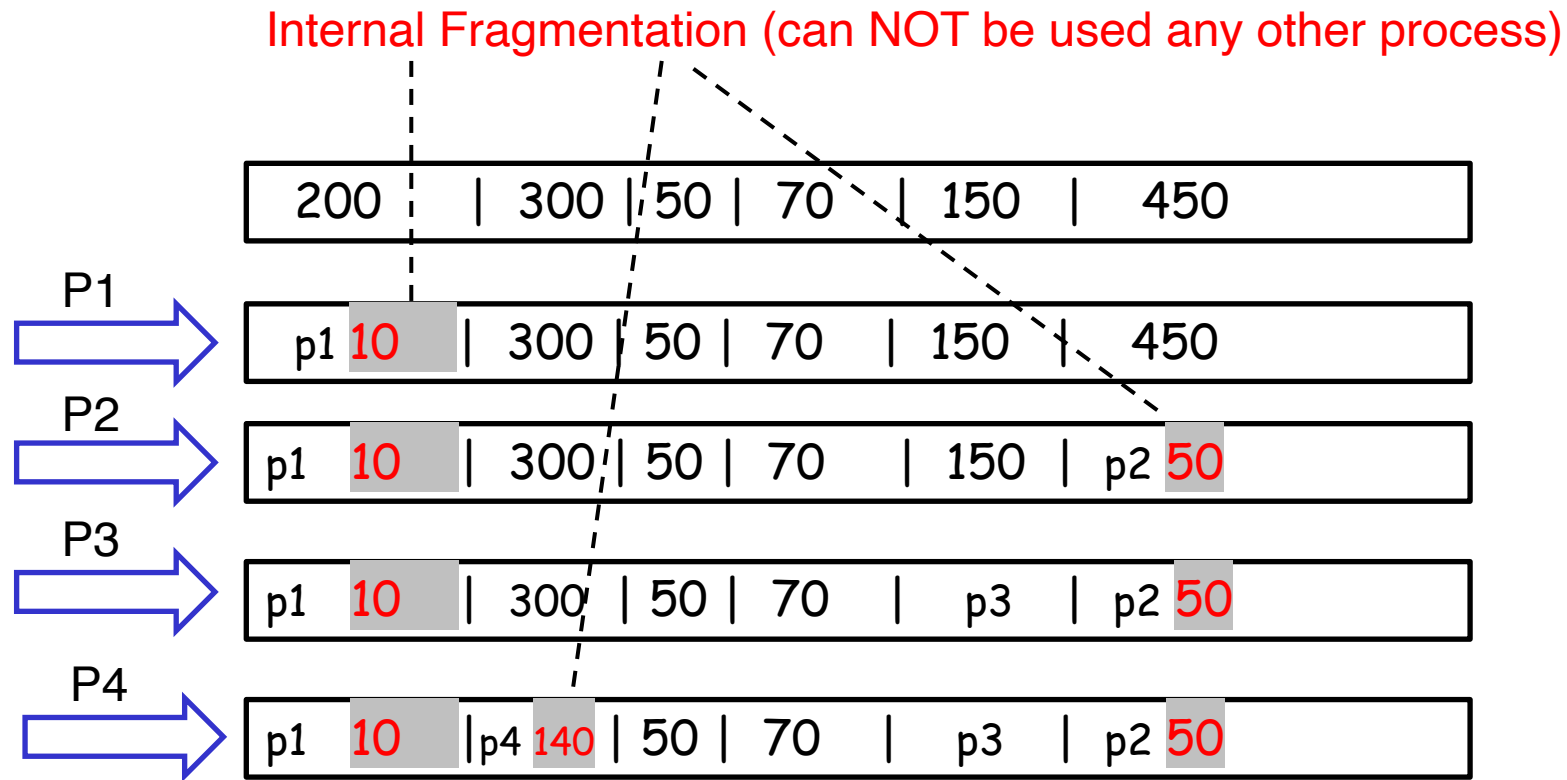 Internal Fragmentation (can NOT be used any other process)
200 | 300 | 50 | 70 | 150 | 450
P1
p1 10 | 300 | 50 | 70 | 150 | 450
P2
p1 10 | 300 | 50 | 70 | 150 | p2 50
P3
p1 10 | 300 | 50 | 70 | p3 | p2 50
P4
p1 10 | p4 140 | 50 | 70 | p3 | p2 50